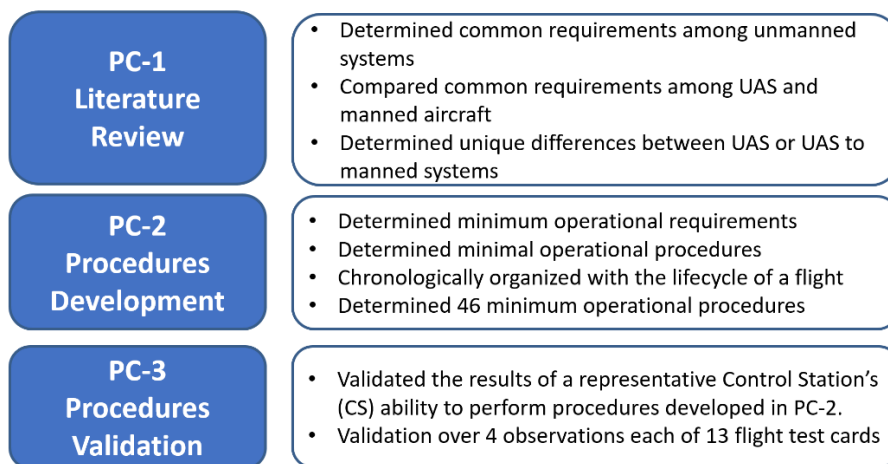 PC-1
Literature
Review
• Determined common requirements among unmanned
systems
• Compared common requirements among UAS and
manned aircraft
• Determined unique differences between UAS or UAS to
manned systems
PC-2
Procedures
Development
• Determined minimum operational requirements
• Determined minimal operational procedures
• Chronologically organized with the lifecycle of a flight
• Determined 46 minimum operational procedures
PC-3
Procedures
Validation
• Validated the results of a representative Control Station’s
(CS) ability to perform procedures developed in PC-2.
• Validation over 4 observations each of 13 flight test cards